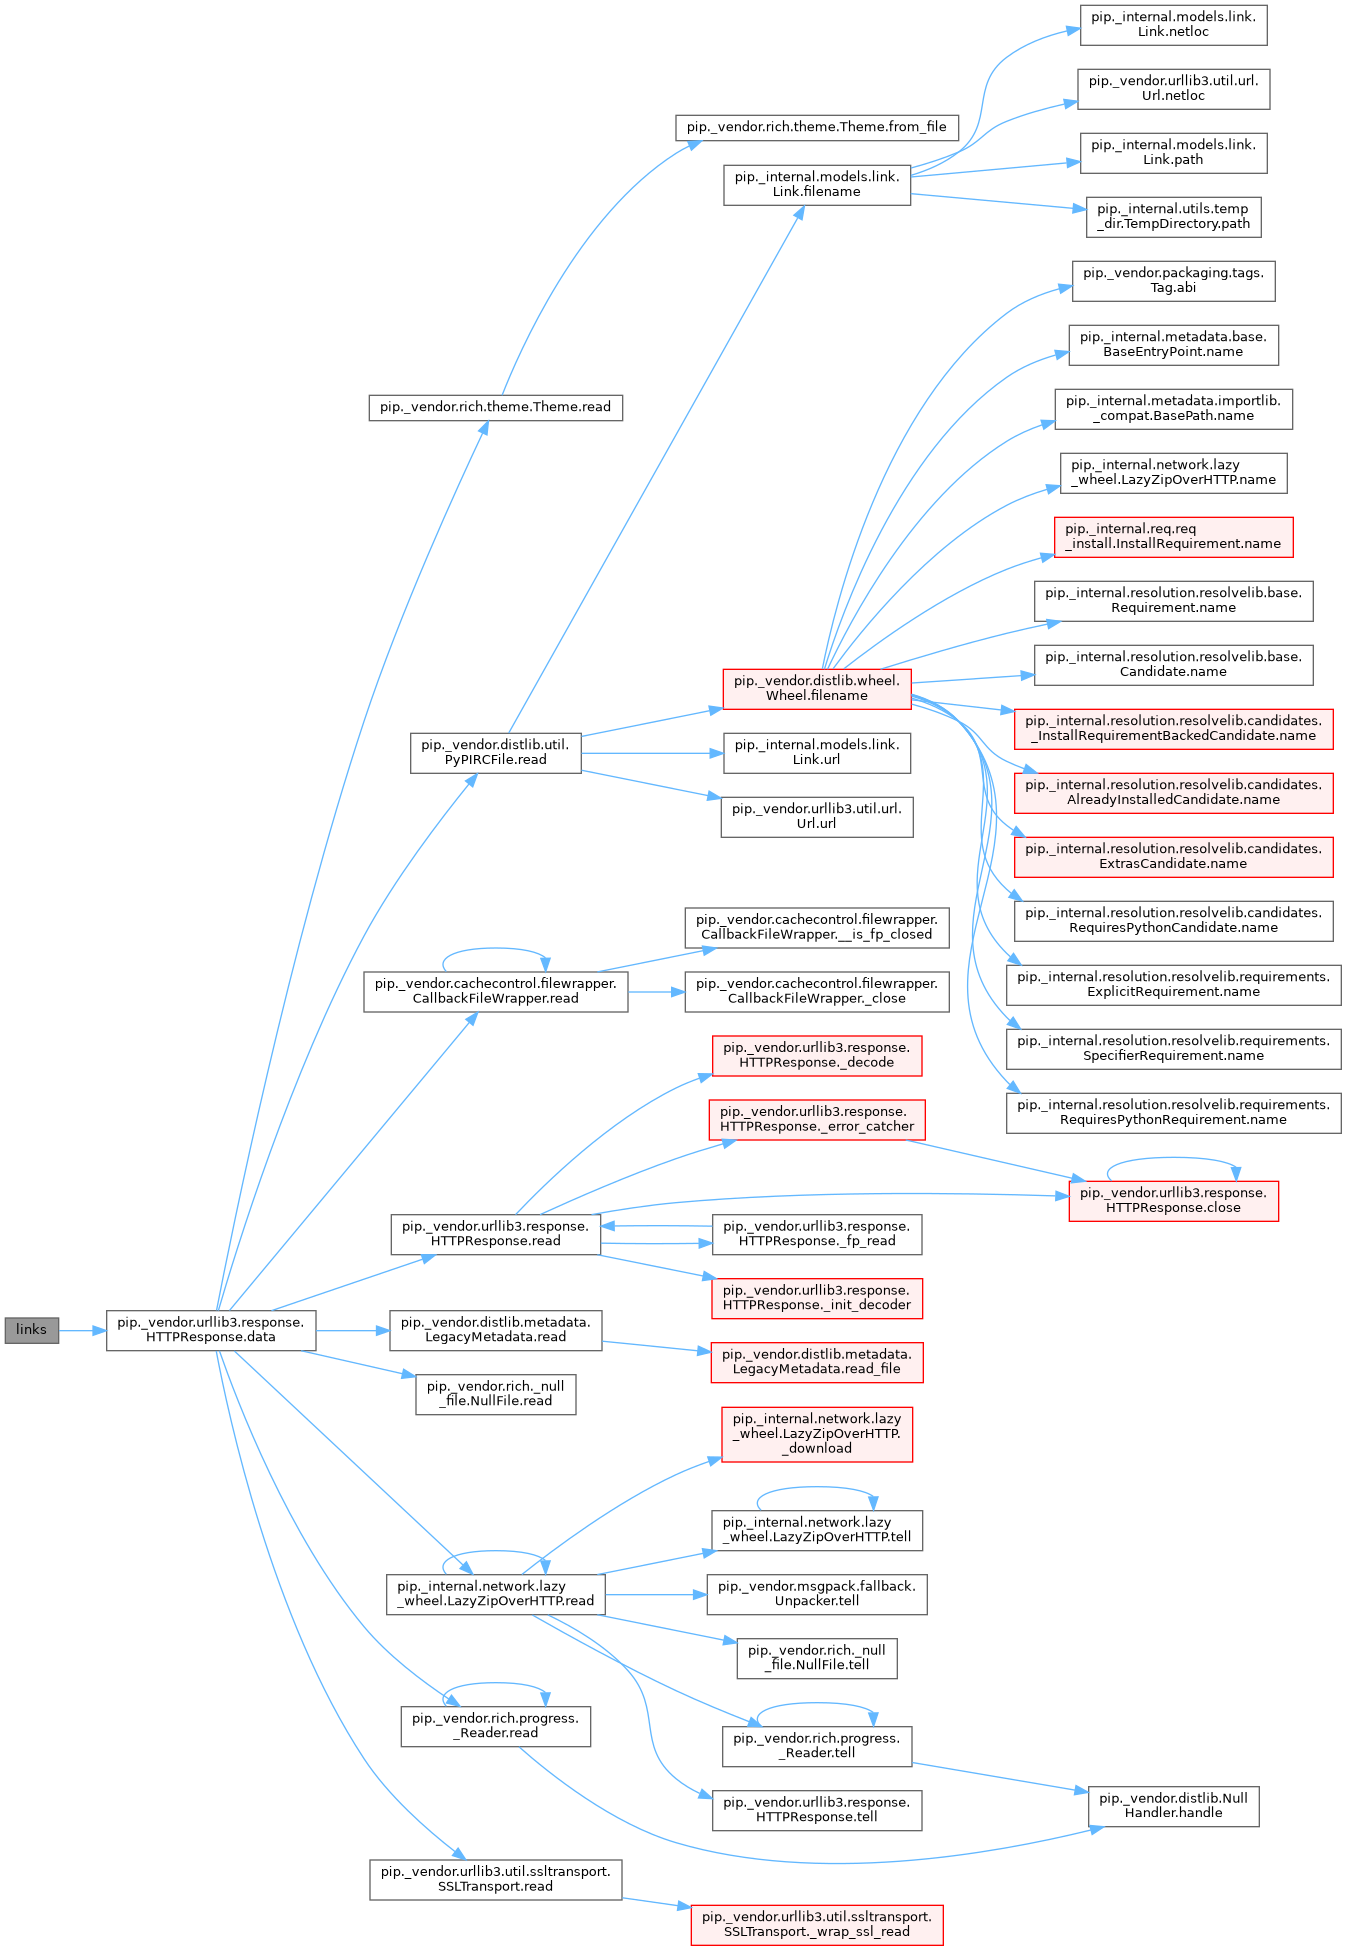 links
pip._vendor.urllib3.response.
HTTPResponse.data
pip._vendor.rich.theme.Theme.read
pip._vendor.distlib.util.
PyPIRCFile.read
pip._vendor.cachecontrol.filewrapper.
CallbackFileWrapper.read
pip._vendor.urllib3.response.
HTTPResponse.read
pip._vendor.distlib.metadata.
LegacyMetadata.read
pip._vendor.rich._null
_file.NullFile.read
pip._internal.network.lazy
_wheel.LazyZipOverHTTP.read
pip._vendor.rich.progress.
_Reader.read
pip._vendor.urllib3.util.ssltransport.
SSLTransport.read
pip._vendor.rich.theme.Theme.from_file
pip._internal.models.link.
Link.filename
pip._vendor.distlib.wheel.
Wheel.filename
pip._internal.models.link.
Link.url
pip._vendor.urllib3.util.url.
Url.url
pip._vendor.cachecontrol.filewrapper.
CallbackFileWrapper.__is_fp_closed
pip._vendor.cachecontrol.filewrapper.
CallbackFileWrapper._close
pip._vendor.urllib3.response.
HTTPResponse._decode
pip._vendor.urllib3.response.
HTTPResponse._error_catcher
pip._vendor.urllib3.response.
HTTPResponse._fp_read
pip._vendor.urllib3.response.
HTTPResponse._init_decoder
pip._vendor.distlib.metadata.
LegacyMetadata.read_file
pip._internal.network.lazy
_wheel.LazyZipOverHTTP.
_download
pip._internal.network.lazy
_wheel.LazyZipOverHTTP.tell
pip._vendor.msgpack.fallback.
Unpacker.tell
pip._vendor.rich._null
_file.NullFile.tell
pip._vendor.rich.progress.
_Reader.tell
pip._vendor.urllib3.response.
HTTPResponse.tell
pip._vendor.urllib3.util.ssltransport.
SSLTransport._wrap_ssl_read
pip._internal.models.link.
Link.netloc
pip._vendor.urllib3.util.url.
Url.netloc
pip._internal.models.link.
Link.path
pip._internal.utils.temp
_dir.TempDirectory.path
pip._vendor.packaging.tags.
Tag.abi
pip._internal.metadata.base.
BaseEntryPoint.name
pip._internal.metadata.importlib.
_compat.BasePath.name
pip._internal.network.lazy
_wheel.LazyZipOverHTTP.name
pip._internal.req.req
_install.InstallRequirement.name
pip._internal.resolution.resolvelib.base.
Requirement.name
pip._internal.resolution.resolvelib.base.
Candidate.name
pip._internal.resolution.resolvelib.candidates.
_InstallRequirementBackedCandidate.name
pip._internal.resolution.resolvelib.candidates.
AlreadyInstalledCandidate.name
pip._internal.resolution.resolvelib.candidates.
ExtrasCandidate.name
pip._internal.resolution.resolvelib.candidates.
RequiresPythonCandidate.name
pip._internal.resolution.resolvelib.requirements.
ExplicitRequirement.name
pip._internal.resolution.resolvelib.requirements.
SpecifierRequirement.name
pip._internal.resolution.resolvelib.requirements.
RequiresPythonRequirement.name
pip._vendor.urllib3.response.
HTTPResponse.close
pip._vendor.distlib.Null
Handler.handle